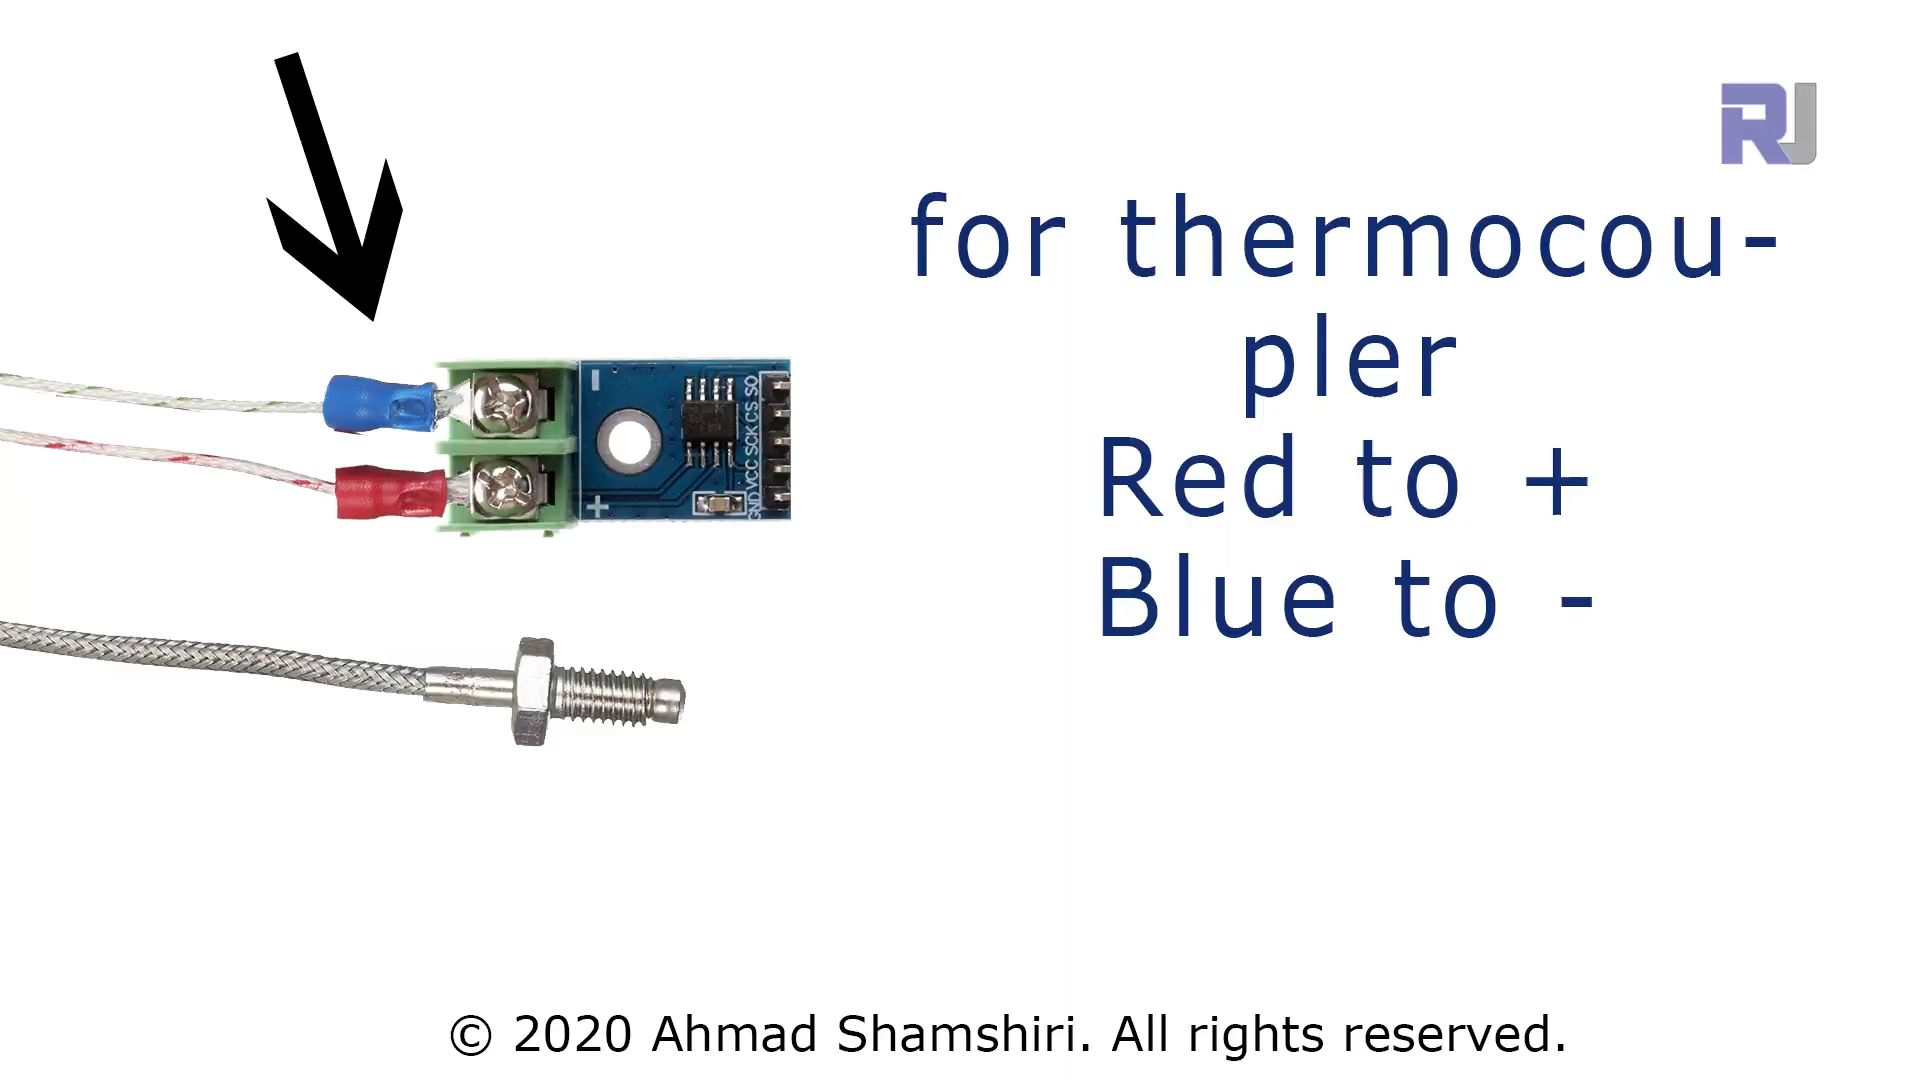 RJ
for thermocou-
pler
Red to +
Blue to -
-
+
SO
CS
SCK
VCC
GND
© 2020 Ahmad Shamshiri. All rights reserved.